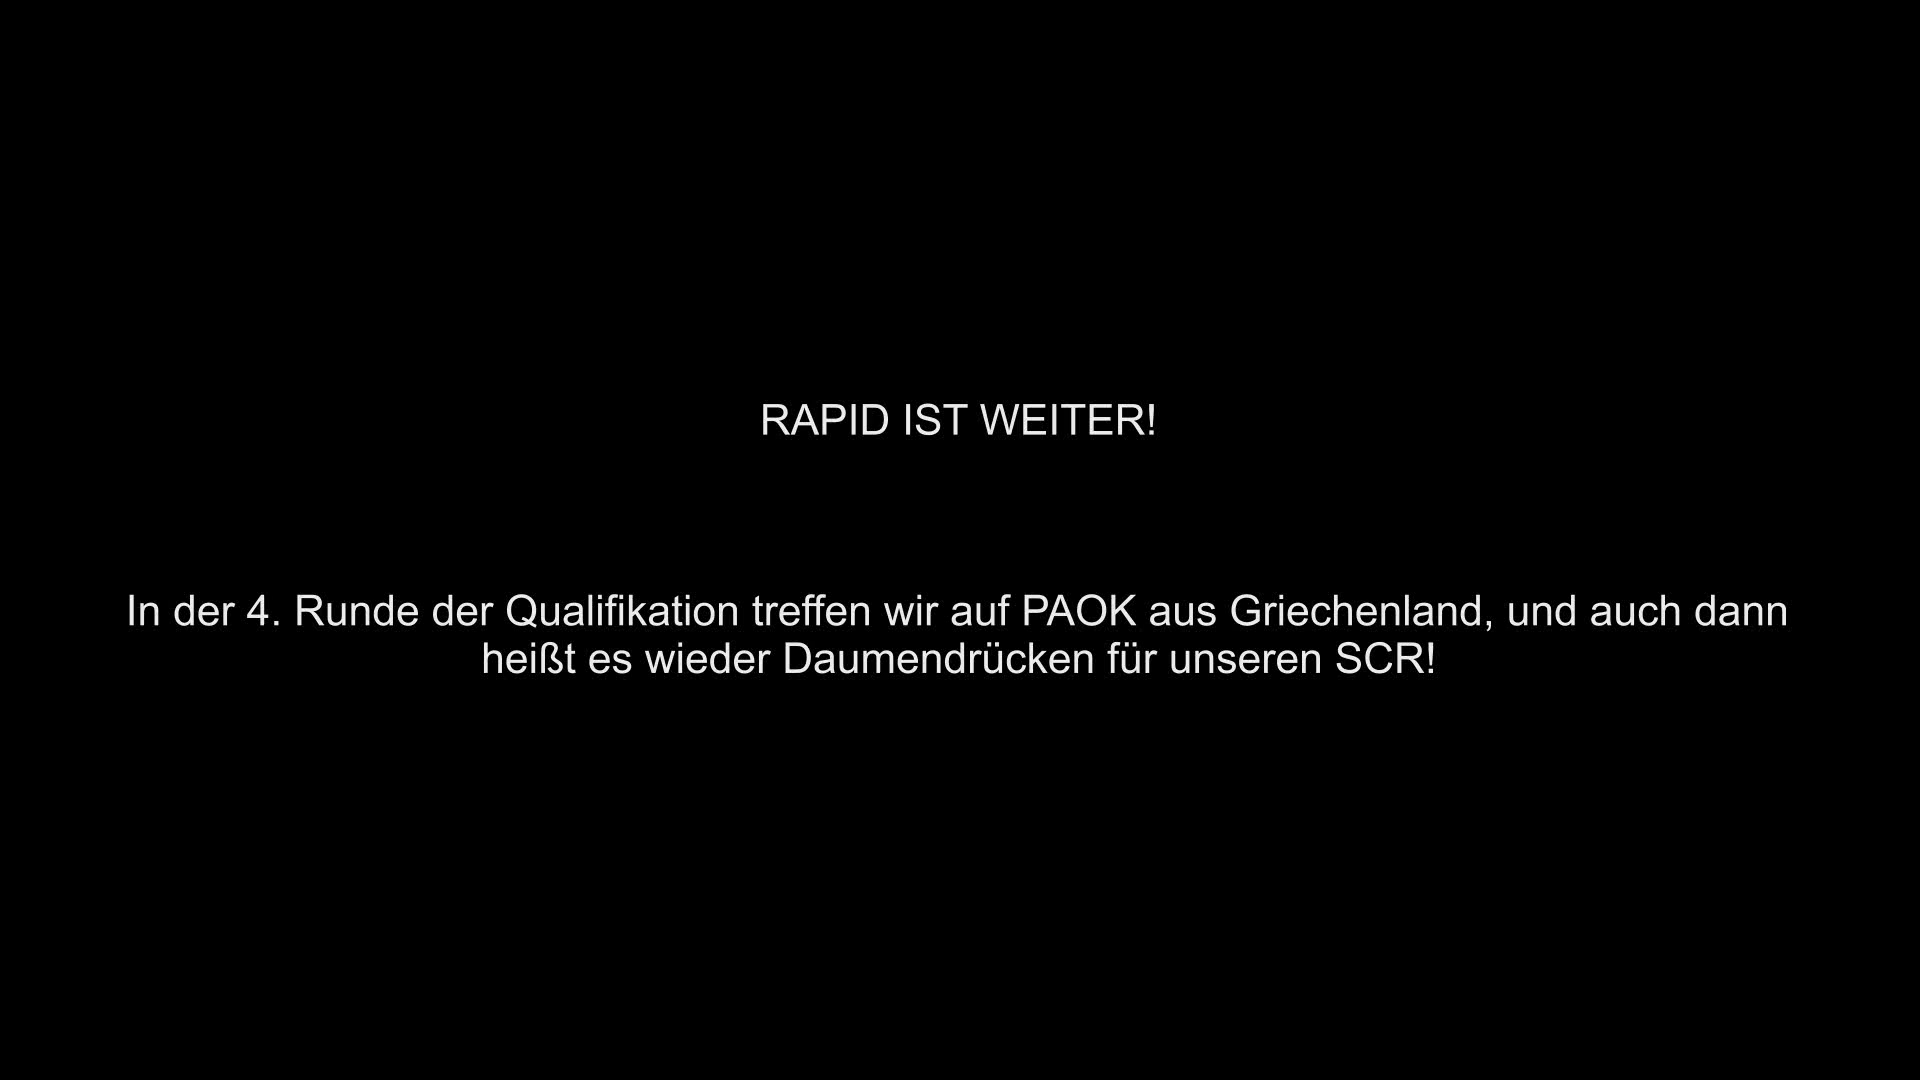 RAPID IST WEITER!
In der 4. Runde der Qualifikation treffen wir auf PAOK aus Griechenland, und auch dann
heißt es wieder Daumendrücken für unseren SCR!